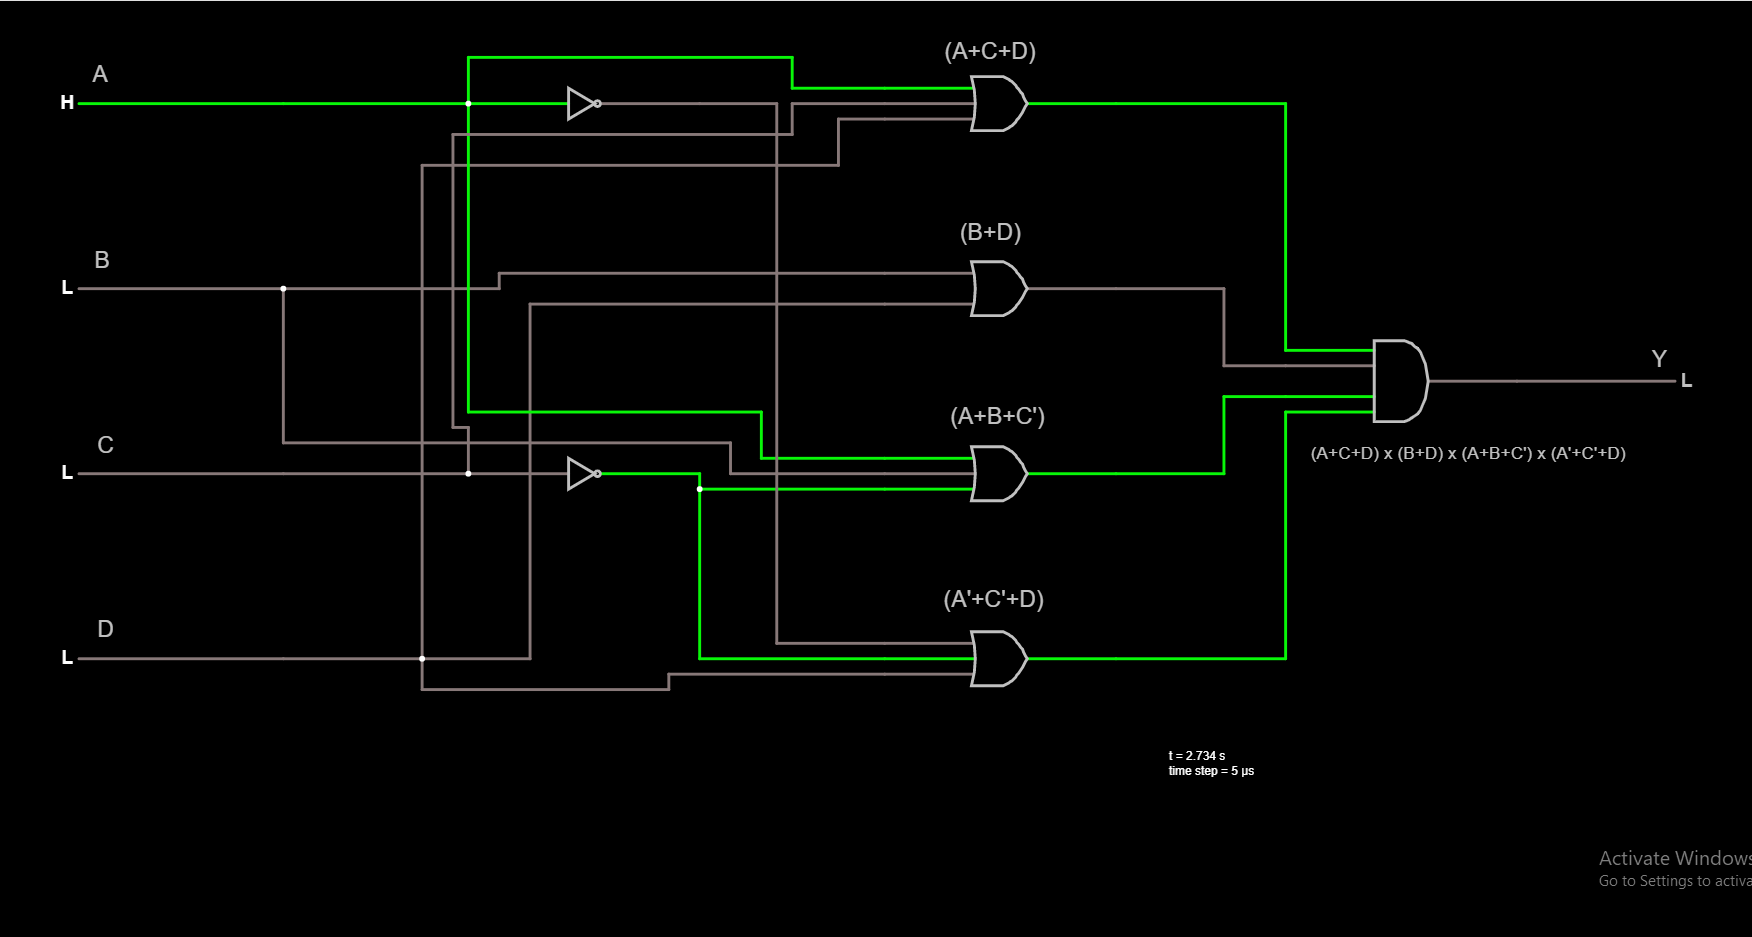 (A+C+D)
A
H
(B+D)
B
L
Y
L
(A+B+C')
C
L
(A+C+D) x (B+D) x (A+B+C') x (A'+C'+D)
(A'+C'+D)
D
L
t = 2.734 s
time step = 5 µs
Activate Windows
Go to Settings to activa